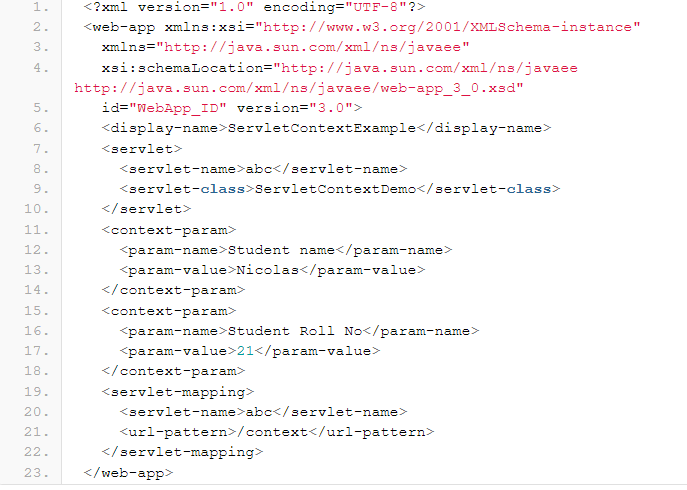 1. <?xml version="1.0" encoding="UTF-8"?>
2. <web-app xmlns:xsi="http://www.w3.org/2001/XMLSchema-instance"
3. xmlns="http://java.sun.com/xml/ns/javaee"
4. xsi:schemaLocation="http://java.sun.com/xml/ns/javaee
http://java.sun.com/xml/ns/javaee/web-app_3_0.xsd"
5. id="WebApp_ID" version="3.0">
6. <display-name>ServletContextExample</display-name>
7. <servlet>
8. <servlet-name>abc</servlet-name>
9. <servlet-class>ServletContextDemo</servlet-class>
10. </servlet>
11. <context-param>
12. <param-name>Student name</param-name>
13. <param-value>Nicolas</param-value>
14. </context-param>
15. <context-param>
16. <param-name>Student Roll No</param-name>
17. <param-value>21</param-value>
18. </context-param>
19. <servlet-mapping>
20. <servlet-name>abc</servlet-name>
21. <url-pattern>/context</url-pattern>
22. </servlet-mapping>
23. </web-app>